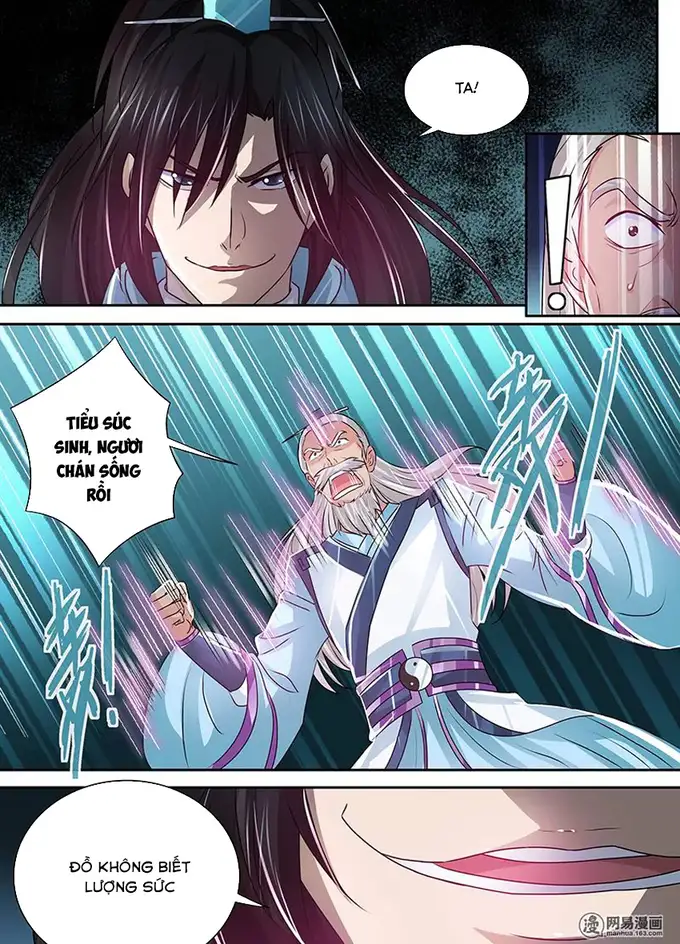 TA!
TIỂU SÚC
SINH, NGƯƠI
CHÁN SỐNG
RỒI
ĐỒ KHÔNG BIẾT
LƯỢNG SỨC
网易漫画
manhua.163.com